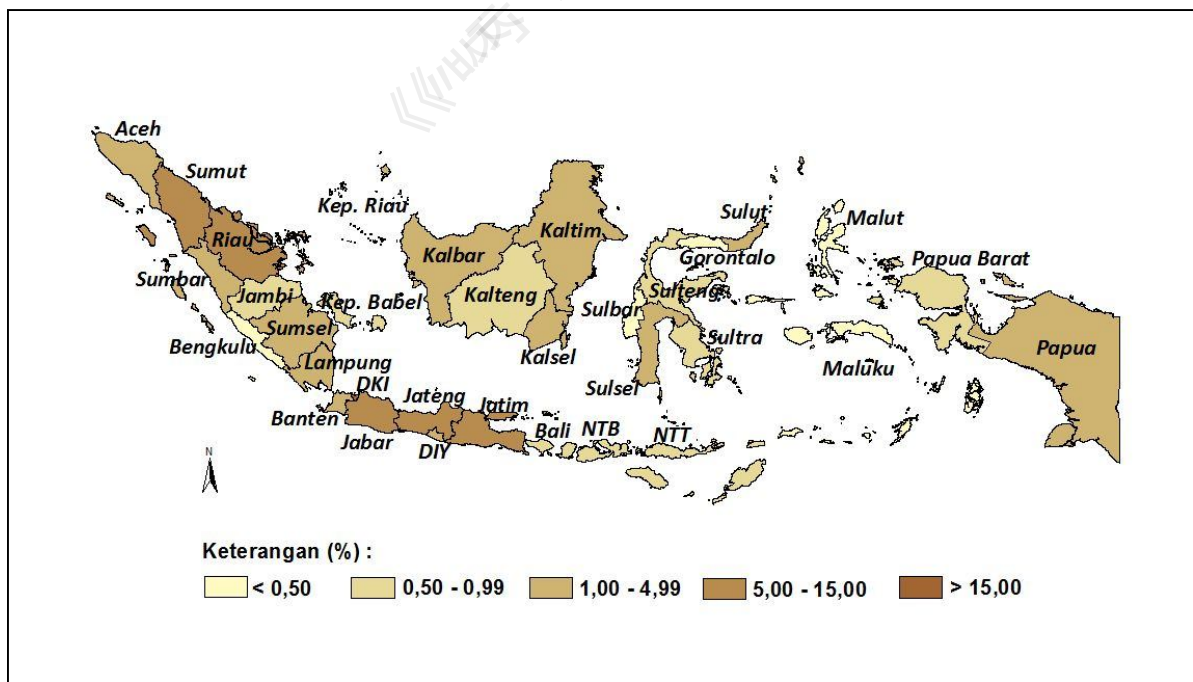 Aceh
Sumut
Kep. Riau
Riau
Sumbar
Jambi
Kep. Babel
Sumsel
Bengkulu
Lampung
DKI
Banten
Jabar
Jateng
DIY
Jatim
Bali
NTB
NTT
Kalbar
Kaltim
Kalteng
Kalsel
Sulut
Gorontalo
Sulteng
Sulbar
Sultra
Sulsel
Malut
Maluku
Papua Barat
Papua
N
Keterangan (%) :
< 0,50 0,50 - 0,99 1,00 - 4,99 5,00 - 15,00 > 15,00